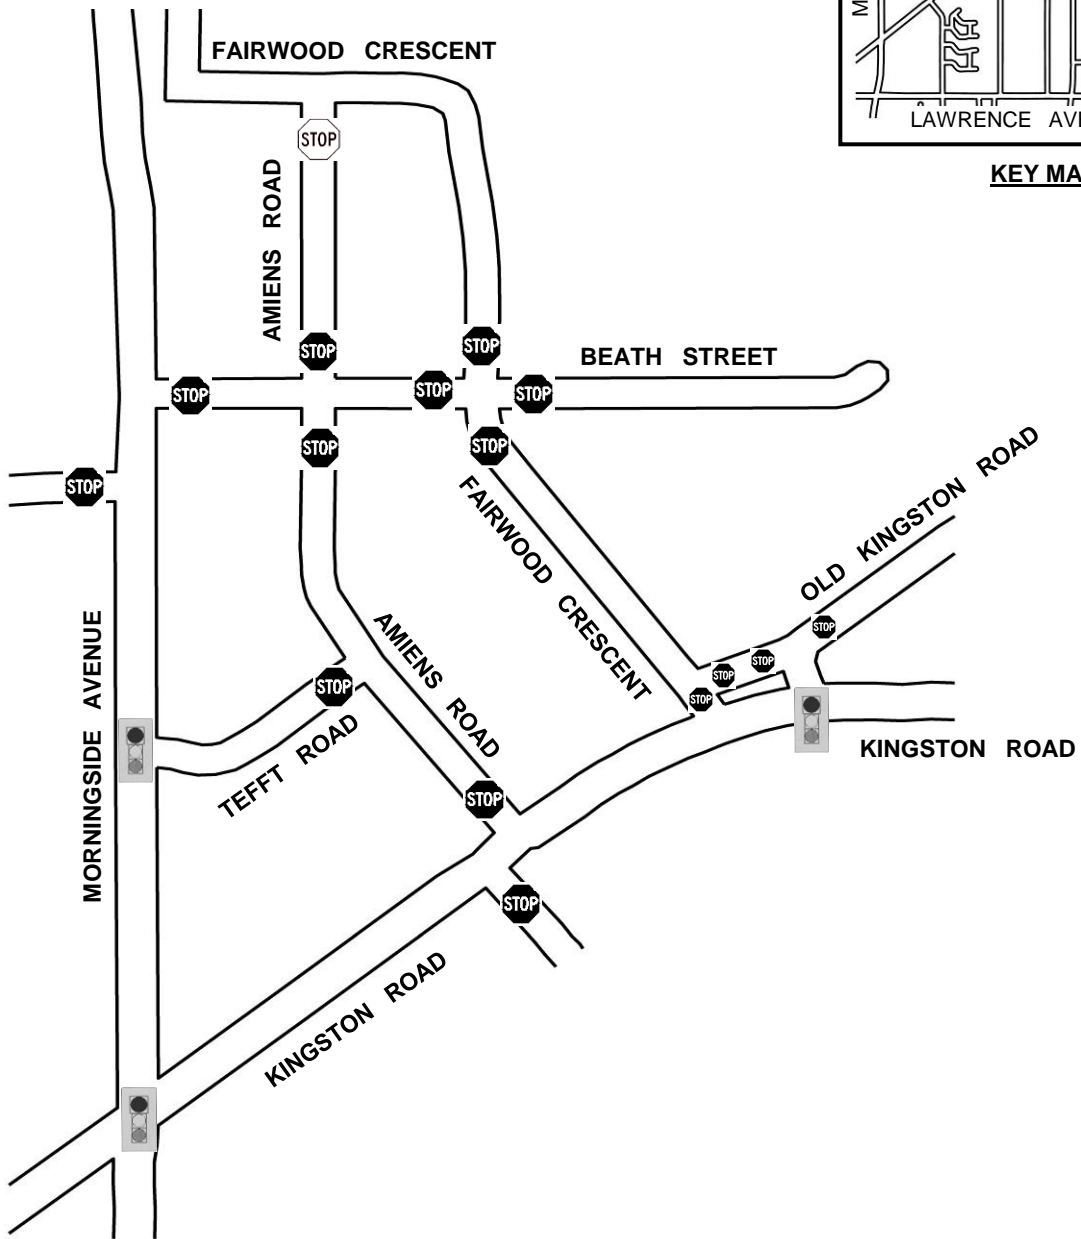 M
LAWRENCE AV
KEY MA
FAIRWOOD CRESCENT
STOP
AMIENS ROAD
STOP
STOP
BEATH STREET
STOP
STOP
STOP
STOP
STOP
STOP
FAIRWOOD CRESCENT
OLD KINGSTON ROAD
STOP
STOP
STOP
STOP
AMIENS ROAD
STOP
TEFFT ROAD
MORNINGSIDE AVENUE
KINGSTON ROAD
STOP
STOP
KINGSTON ROAD